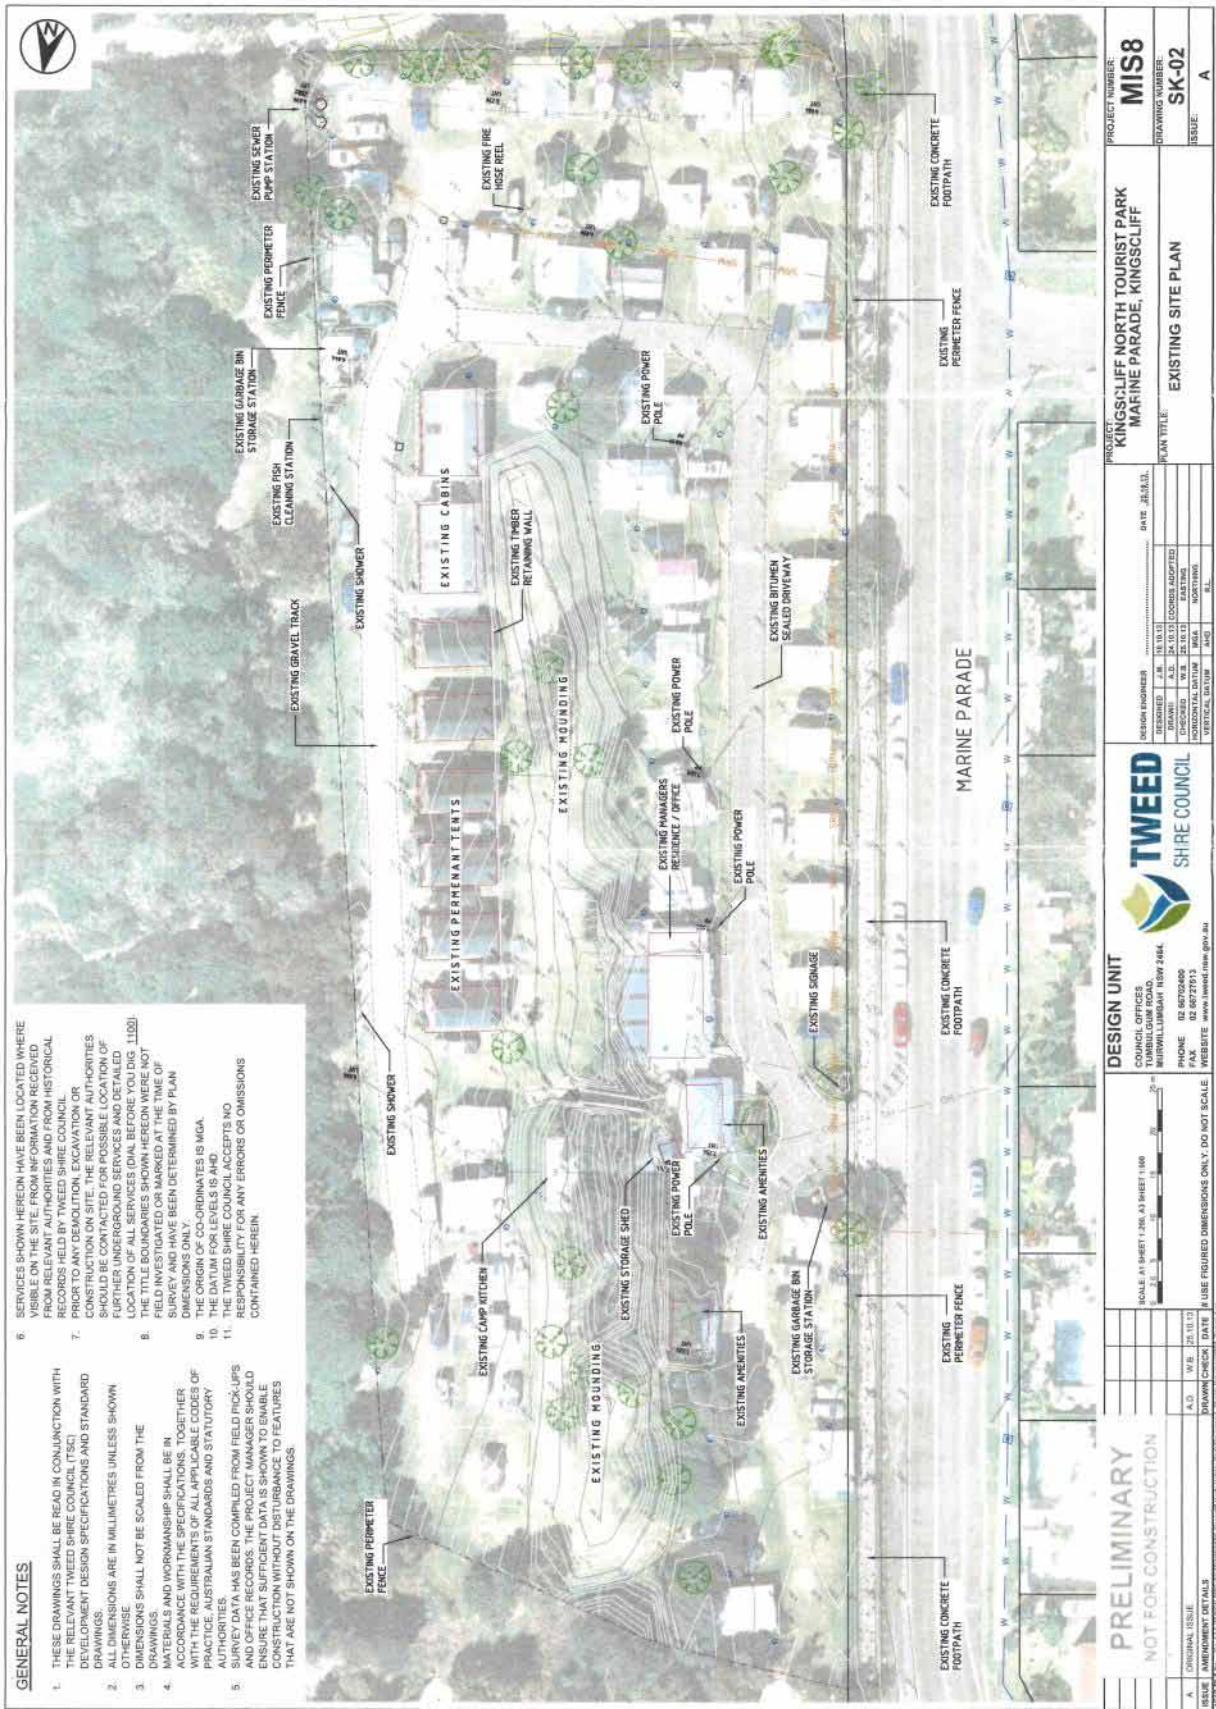 GENERAL NOTES
1. THESE DRAWINGS SHALL BE READ IN CONJUNCTION WITH
THE RELEVANT TWEED SHIRE COUNCIL (TSC)
DEVELOPMENT DESIGN SPECIFICATIONS AND STANDARD
DRAWINGS.
2. ALL DIMENSIONS ARE IN MILLIMETRES UNLESS SHOWN
OTHERWISE.
3. DIMENSIONS SHALL NOT BE SCALED FROM THE
DRAWINGS.
4. MATERIALS AND WORKMANSHIP SHALL BE IN
ACCORDANCE WITH THE SPECIFICATIONS, TOGETHER
WITH THE REQUIREMENTS OF ALL APPLICABLE CODES OF
PRACTICE, AUSTRALIAN STANDARDS AND STATUTORY
AUTHORITIES.
5. SURVEY DATA HAS BEEN COMPILED FROM FIELD PICK-UPS
AND OFFICE RECORDS. THE PROJECT MANAGER SHOULD
ENSURE THAT SUFFICIENT DATA IS SHOWN TO ENABLE
CONSTRUCTION WITHOUT DISTURBANCE TO FEATURES
THAT ARE NOT SHOWN ON THE DRAWINGS.
6. SERVICES SHOWN HEREON HAVE BEEN LOCATED WHERE
VISIBLE ON THE SITE, FROM INFORMATION RECEIVED
FROM RELEVANT AUTHORITIES AND FROM HISTORICAL
RECORDS HELD BY TWEED SHIRE COUNCIL.
7. PRIOR TO ANY DEMOLITION, EXCAVATION OR
CONSTRUCTION ON SITE, THE RELEVANT AUTHORITIES
SHOULD BE CONTACTED FOR POSSIBLE LOCATION OF
FURTHER UNDERGROUND SERVICES AND DETAILED
LOCATION OF ALL SERVICES (DIAL BEFORE YOU DIG 1100).
8. THE TITLE BOUNDARIES SHOWN HEREON WERE NOT
FIELD INVESTIGATED OR MARKED AT THE TIME OF
SURVEY AND HAVE BEEN DETERMINED BY PLAN
DIMENSIONS ONLY.
9. THE ORIGIN OF CO-ORDINATES IS MGA.
10. THE DATUM FOR LEVELS IS AHD.
11. THE TWEED SHIRE COUNCIL ACCEPTS NO
RESPONSIBILITY FOR ANY ERRORS OR OMISSIONS
CONTAINED HEREIN.
EXISTING PERIMETER
FENCE
EXISTING SHOWER
EXISTING GRAVEL TRACK
EXISTING SHOWER
EXISTING FISH
CLEANING STATION
EXISTING GARBAGE BIN
STORAGE STATION
EXISTING PERIMETER
FENCE
EXISTING SEWER
PUMP STATION
EXISTING FIRE
HOSE REEL
EXISTING CAMP KITCHEN
EXISTING PERMENANT TENTS
EXISTING CABINS
EXISTING TIMBER
RETAINING WALL
EXISTING MOUNDING
EXISTING MOUNDING
EXISTING STORAGE SHED
EXISTING POWER
POLE
EXISTING MANAGERS
RESIDENCE / OFFICE
EXISTING POWER
POLE
EXISTING POWER
POLE
EXISTING POWER
POLE
EXISTING AMENITIES
EXISTING AMENITIES
EXISTING GARBAGE BIN
STORAGE STATION
EXISTING SIGNAGE
EXISTING BITUMEN
SEALED DRIVEWAY
EXISTING CONCRETE
FOOTPATH
EXISTING PERIMETER FENCE
EXISTING CONCRETE
FOOTPATH
EXISTING
PERIMETER FENCE
EXISTING CONCRETE
FOOTPATH
MARINE PARADE
PRELIMINARY
NOT FOR CONSTRUCTION
A ORIGINAL ISSUE A.D. W.B. 25.10.13
ISSUE AMENDMENT DETAILS DRAWN CHECK DATE
SCALE: A1 SHEET 1:250, A3 SHEET 1:500
# USE FIGURED DIMENSIONS ONLY. DO NOT SCALE.
DESIGN UNIT
COUNCIL OFFICES
TUMBULGUM ROAD,
MURWILLUMBAH NSW 2484.
PHONE 02 66702400
FAX 02 66727513
WEBSITE www.tweed.nsw.gov.au
TWEED
SHIRE COUNCIL
DESIGN ENGINEER DATE
DESIGNED J.M.
DRAWN A.D. 24.10.13 COORDS ADOPTED
CHECKED W.B. 25.10.13 EASTING
HORIZONTAL DATUM MGA NORTHING
VERTICAL DATUM AHD R.L.
PROJECT:
KINGSCLIFF NORTH TOURIST PARK
MARINE PARADE, KINGSCLIFF
PLAN TITLE:
EXISTING SITE PLAN
PROJECT NUMBER:
MIS8
DRAWING NUMBER:
SK-02
ISSUE:
A